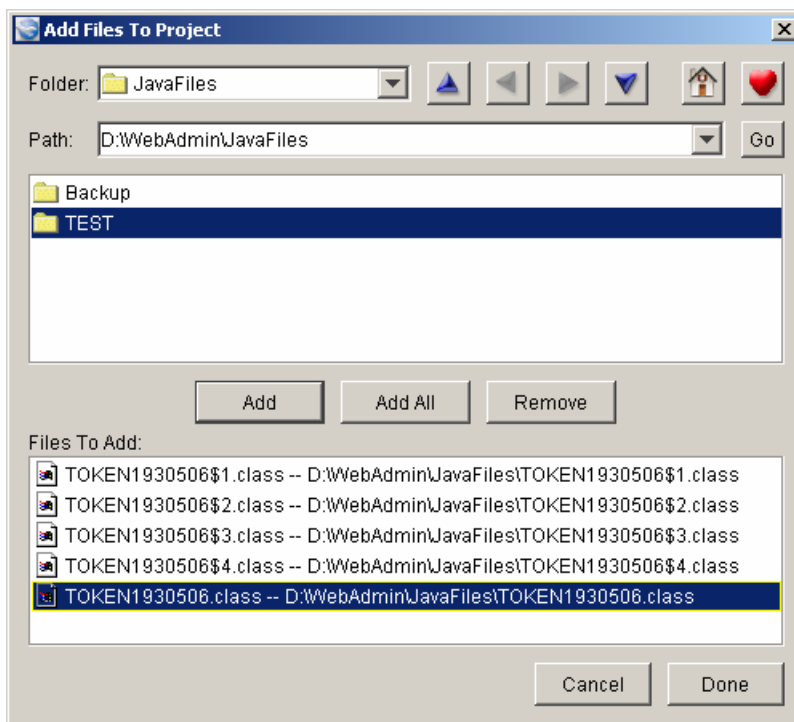 Add Files To Project
Folder: JavaFiles
Path: D:\WebAdmin\JavaFiles Go
Backup
TEST
Add Add All Remove
Files To Add:
TOKEN1930506$1.class -- D:\WebAdmin\JavaFiles\TOKEN1930506$1.class
TOKEN1930506$2.class -- D:\WebAdmin\JavaFiles\TOKEN1930506$2.class
TOKEN1930506$3.class -- D:\WebAdmin\JavaFiles\TOKEN1930506$3.class
TOKEN1930506$4.class -- D:\WebAdmin\JavaFiles\TOKEN1930506$4.class
TOKEN1930506.class -- D:\WebAdmin\JavaFiles\TOKEN1930506.class
Cancel Done